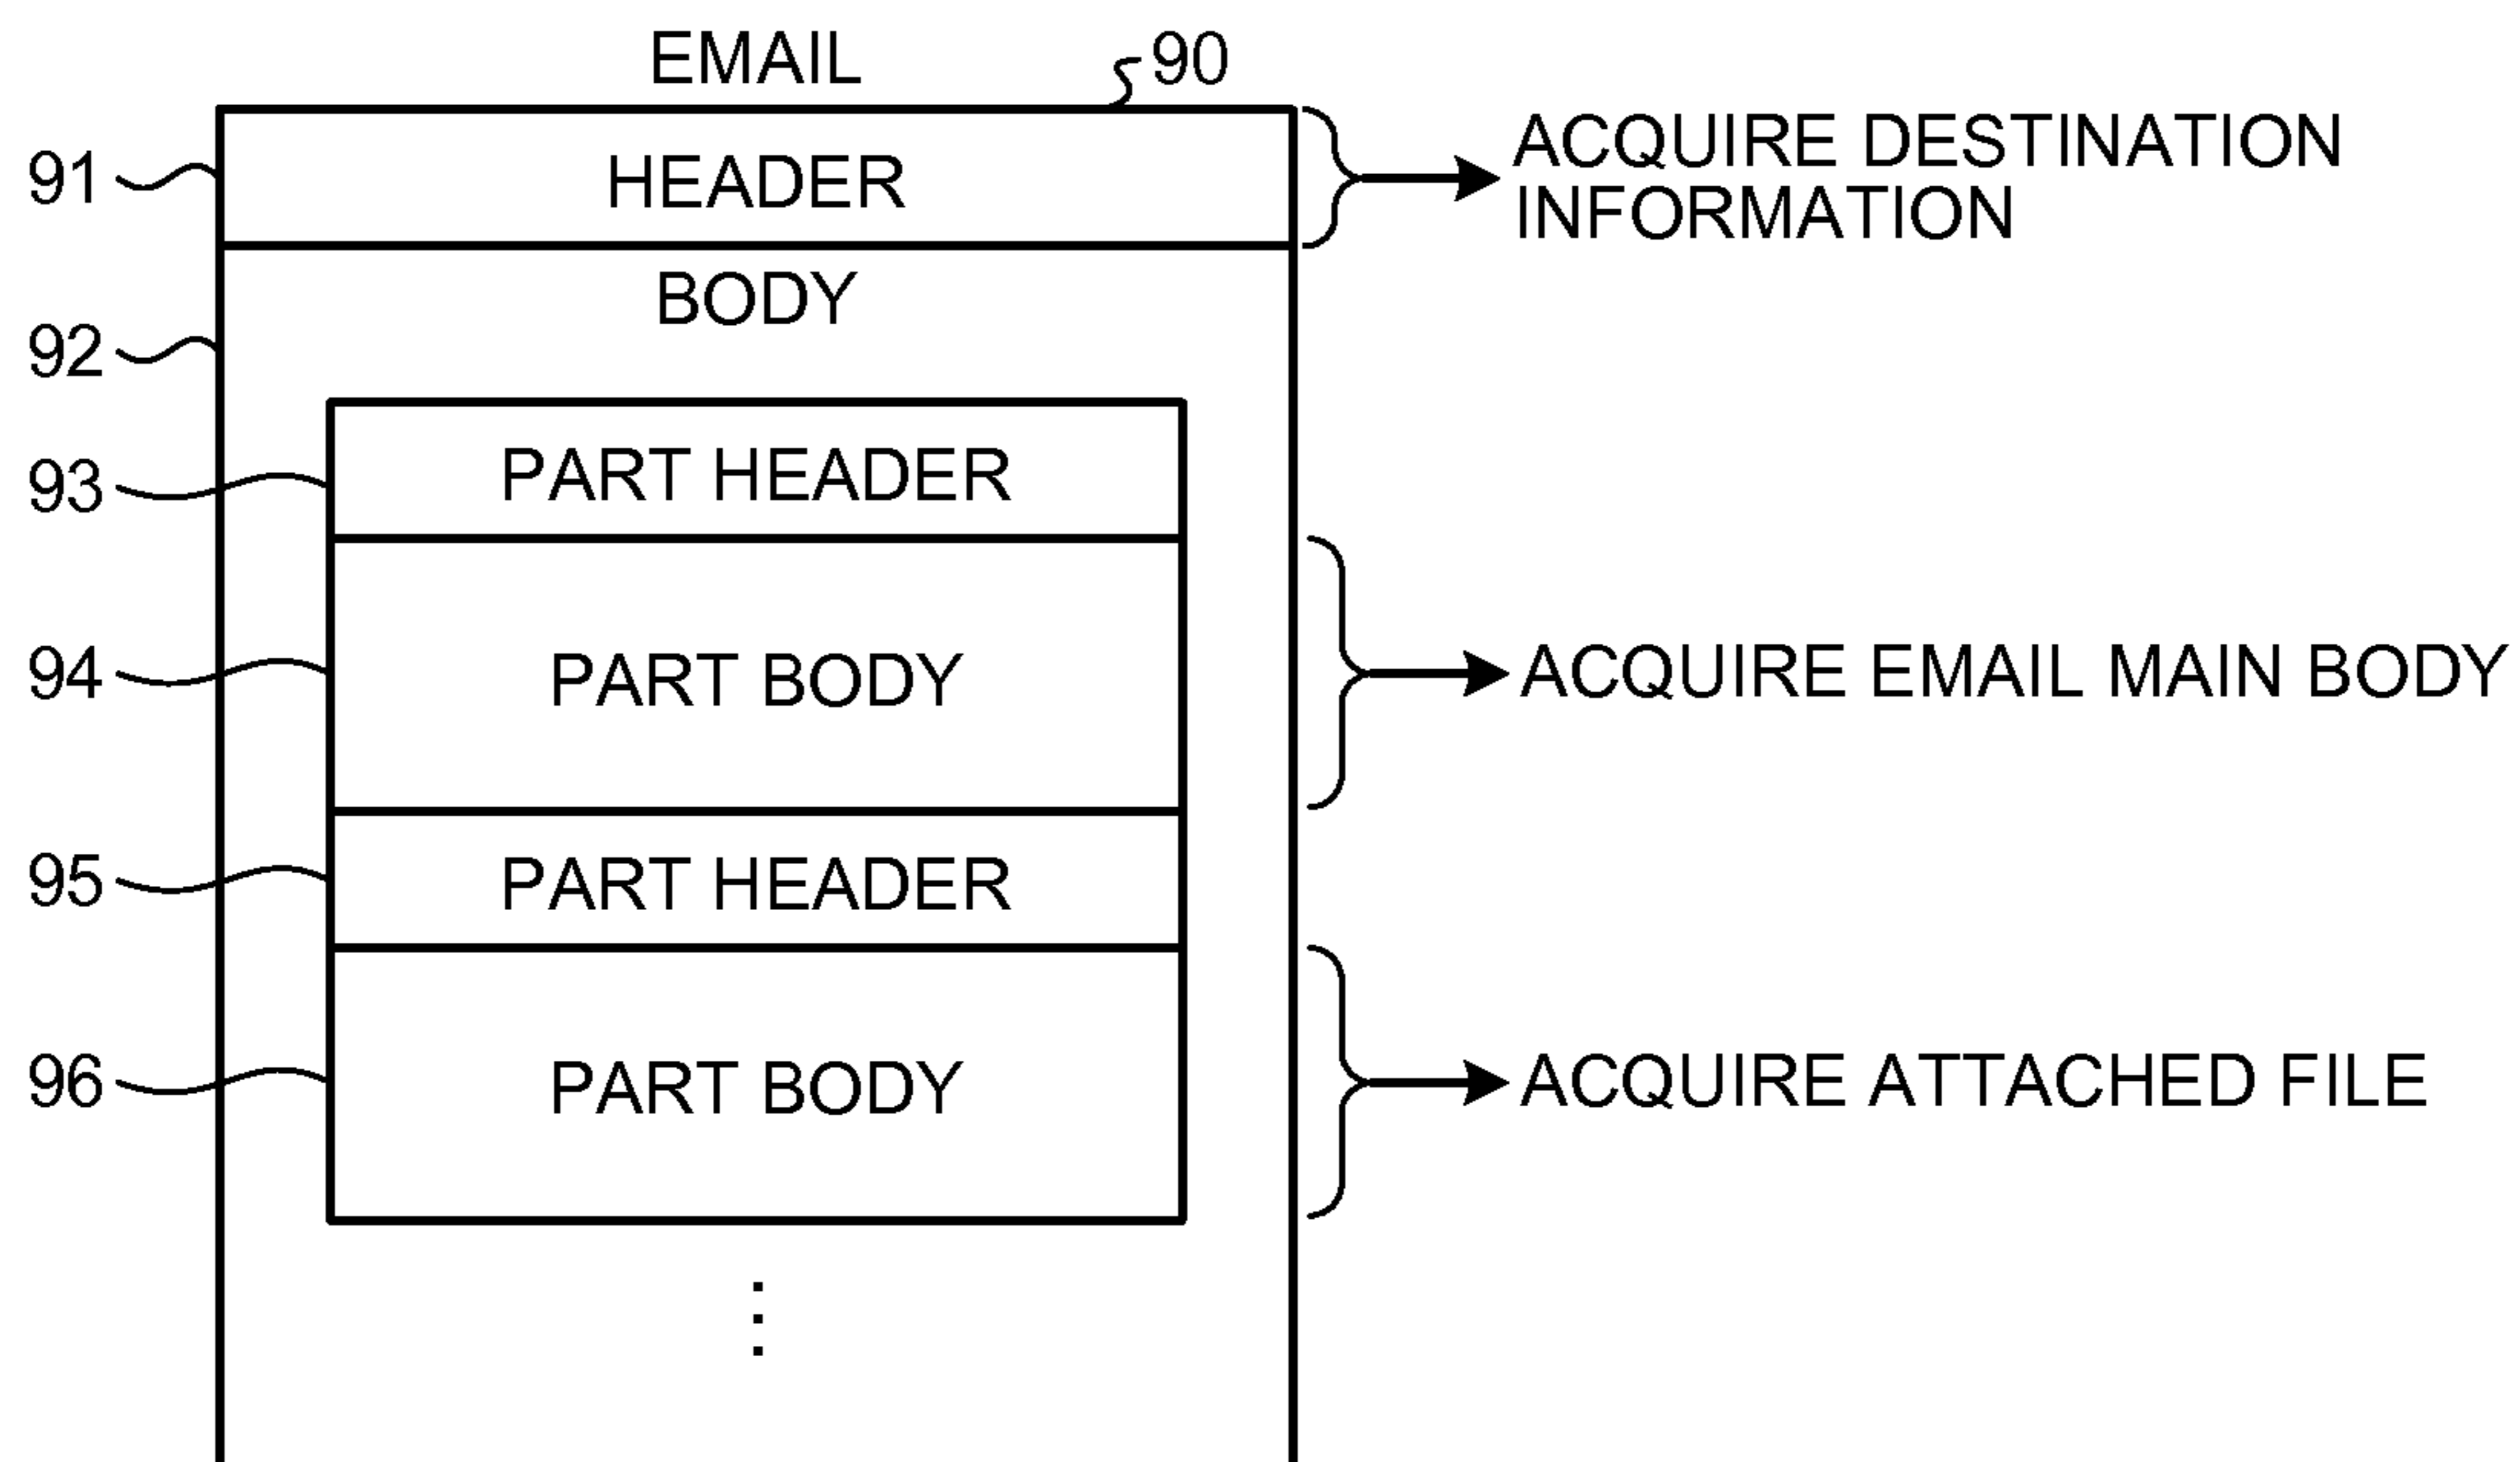 EMAIL
90
91
HEADER
ACQUIRE DESTINATION
INFORMATION
BODY
92
93
PART HEADER
94
PART BODY
ACQUIRE EMAIL MAIN BODY
95
PART HEADER
96
PART BODY
ACQUIRE ATTACHED FILE